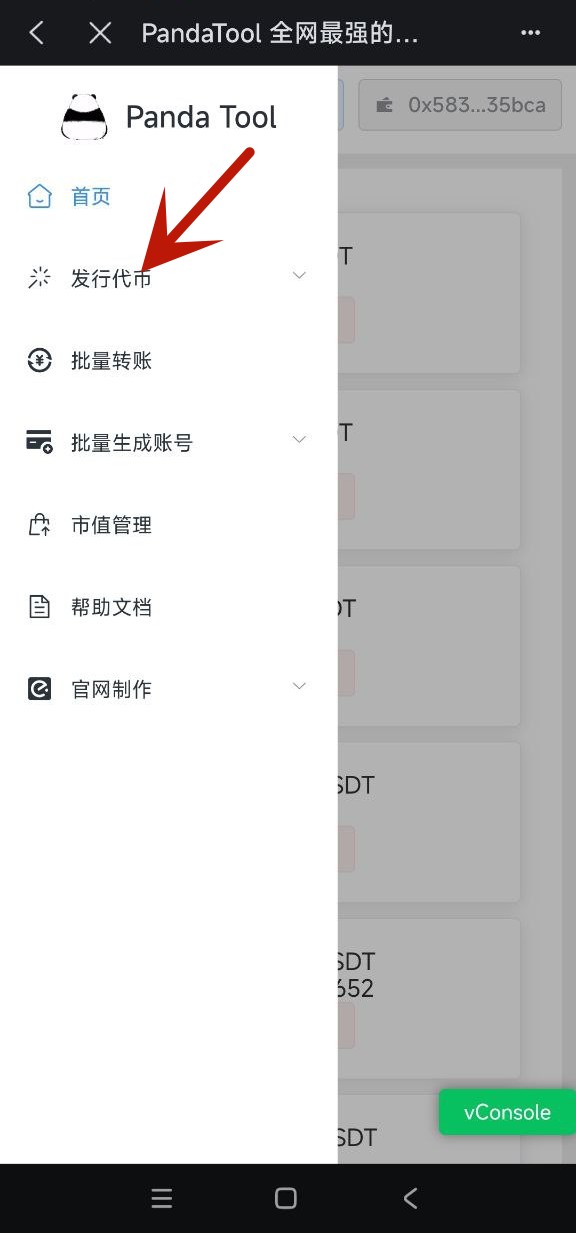 PandaTool 全网最强的...
Panda Tool
0x583...35bca
首页
发行代币
批量转账
批量生成账号
市值管理
帮助文档
官网制作
T
T
DT
SDT
SDT
652
SDT
vConsole